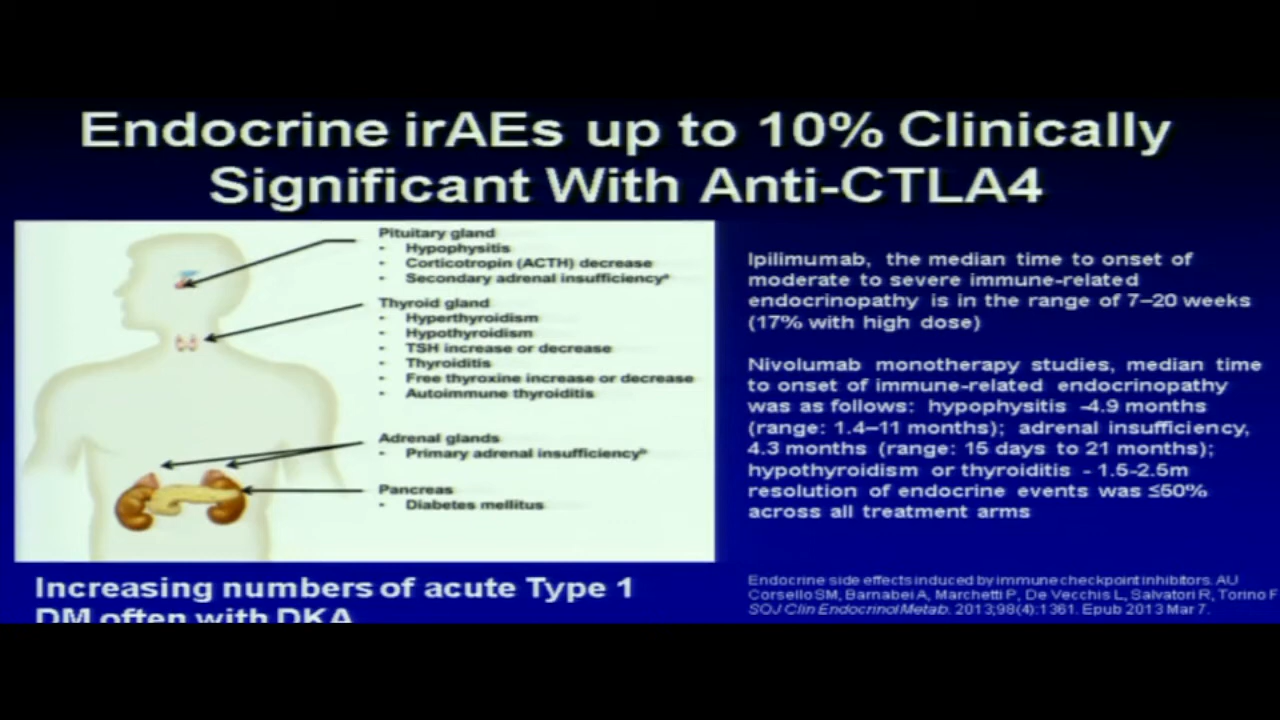 Endocrine irAEs up to 10% Clinically
Significant With Anti-CTLA4
Pituitary gland
• Hypophysitis
• Corticotropin (ACTH) decrease
• Secondary adrenal insufficiencyᵃ
Thyroid gland
• Hyperthyroidism
• Hypothyroidism
• TSH increase or decrease
• Thyroiditis
• Free thyroxine increase or decrease
• Autoimmune thyroiditis
Adrenal glands
• Primary adrenal insufficiencyᵇ
Pancreas
• Diabetes mellitus
Increasing numbers of acute Type 1
DM often with DKA
Ipilimumab, the median time to onset of
moderate to severe immune-related
endocrinopathy is in the range of 7–20 weeks
(17% with high dose)
Nivolumab monotherapy studies, median time
to onset of immune-related endocrinopathy
was as follows: hypophysitis -4.9 months
(range: 1.4–11 months); adrenal insufficiency,
4.3 months (range: 15 days to 21 months);
hypothyroidism or thyroiditis - 1.5-2.5m
resolution of endocrine events was ≤50%
across all treatment arms
Endocrine side effects induced by immune checkpoint inhibitors. AU
Corsello SM, Barnabei A, Marchetti P, De Vecchis L, Salvatori R, Torino F
SOJ Clin Endocrinol Metab. 2013;98(4):1361. Epub 2013 Mar 7.